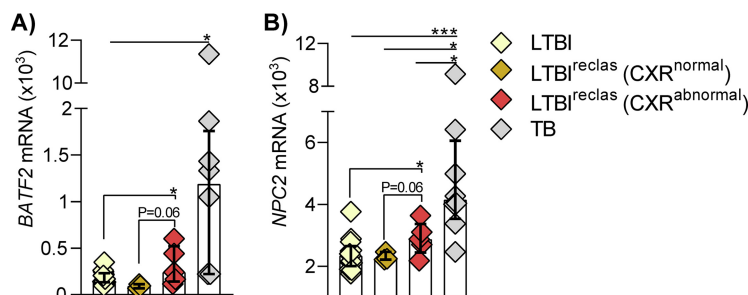 A)
BATF2 mRNA (x10³)
12
10
2
1.5
1
0.5
0
*
*
P=0.06
B)
NPC2 mRNA (x10³)
12
8
6
4
2
***
*
*
*
P=0.06
LTBI
LTBIreclas (CXRnormal)
LTBIreclas (CXRabnormal)
TB